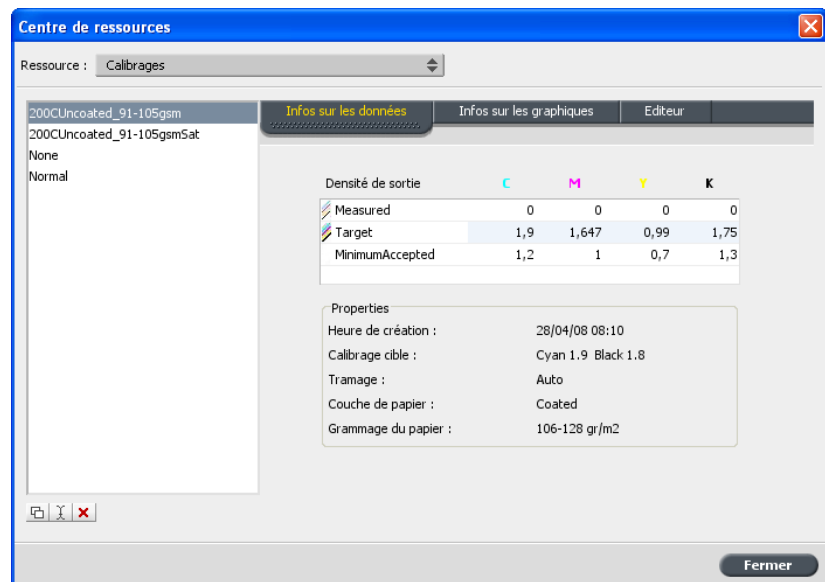 Centre de ressources
Ressource : Calibrages
200CUncoated_91-105gsm
200CUncoated_91-105gsmSat
None
Normal
Infos sur les données Infos sur les graphiques Editeur
Densité de sortie C M Y K
Measured 0 0 0 0
Target 1,9 1,647 0,99 1,75
MinimumAccepted 1,2 1 0,7 1,3
Properties
Heure de création : 28/04/08 08:10
Calibrage cible : Cyan 1.9 Black 1.8
Tramage : Auto
Couche de papier : Coated
Grammage du papier : 106-128 gr/m2
Fermer